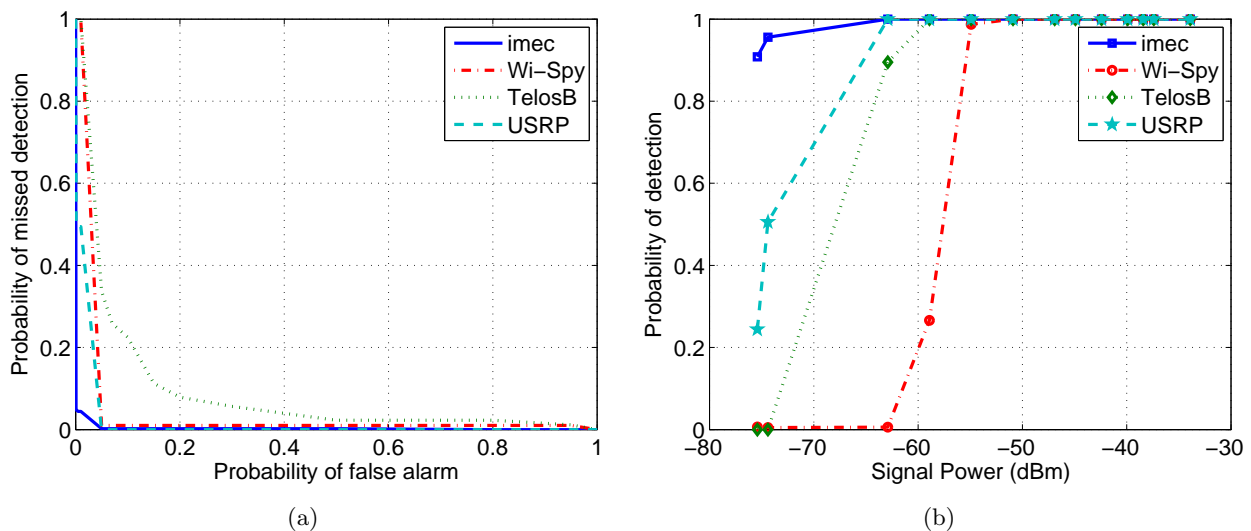 imec
Wi-Spy
TelosB
USRP
1
0.8
0.6
0.4
0.2
0
0
0.2
0.4
0.6
0.8
1
Probability of missed detection
Probability of false alarm
(a)
imec
Wi-Spy
TelosB
USRP
1
0.8
0.6
0.4
0.2
0
−80
−70
−60
−50
−40
−30
Probability of detection
Signal Power (dBm)
(b)